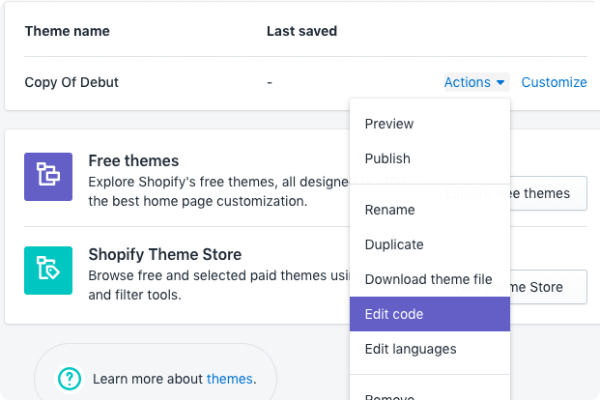 Theme name Last saved
Copy Of Debut - Actions Customize
Preview
Publish
Rename
Duplicate
Download theme file
Edit code
Edit languages
Free themes
Explore Shopify's free themes, all designe
the best home page customization.
ee themes
Shopify Theme Store
Browse free and selected paid themes usi
and filter tools.
me Store
? Learn more about themes.